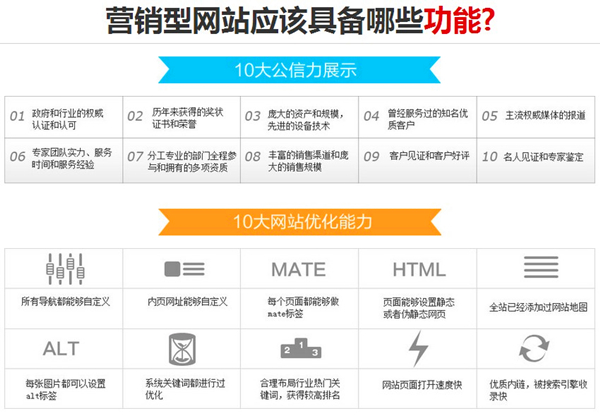 营销型网站应该具备哪些功能?
10大公信力展示
01 政府和行业的权威
认证和认可
02 历年来获得的奖状
证书和荣誉
03 庞大的资产和规模,
先进的设备技术
04 曾经服务过的知名优
质客户
05 主流权威媒体的报道
06 专家团队实力、服务
时间和服务经验
07 分工专业的部门全程参
与和拥有的多项资质
08 丰富的销售渠道和庞
大的销售规模
09 客户见证和客户好评
10 名人见证和专家鉴定
10大网站优化能力
所有导航都能够自定义
内页网址能够自定义
MATE
每个页面都能够做
mate标签
HTML
页面能够设置静态
或者伪静态网页
全站已经添加过网站地图
ALT
每张图片都可以设置
alt标签
系统关键词都进行过
优化
2 1 3
合理布局行业热门关
键词，获得较高排名
网站页面打开速度快
优质内链，被搜索引擎收
录快